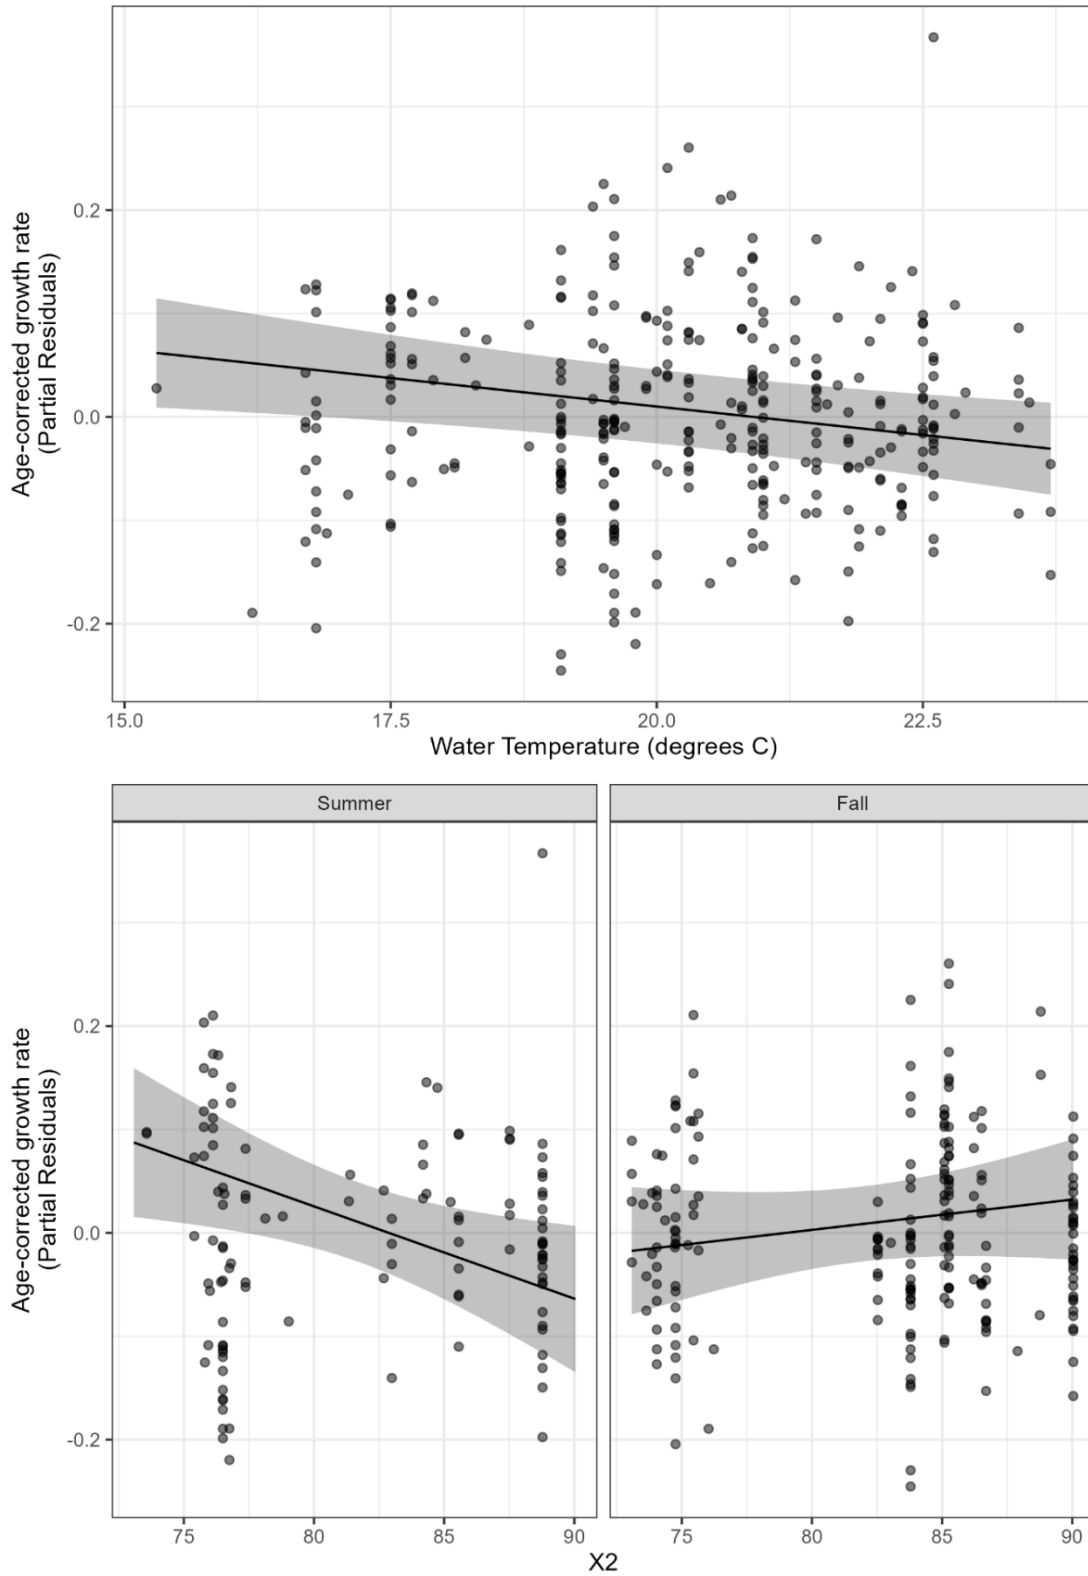 Age-corrected growth rate
(Partial Residuals)
0.2
0.0
-0.2
15.0 17.5 20.0 22.5
Water Temperature (degrees C)
Summer Fall
Age-corrected growth rate
(Partial Residuals)
0.2
0.0
-0.2
75 80 85 90 75 80 85 90
X2